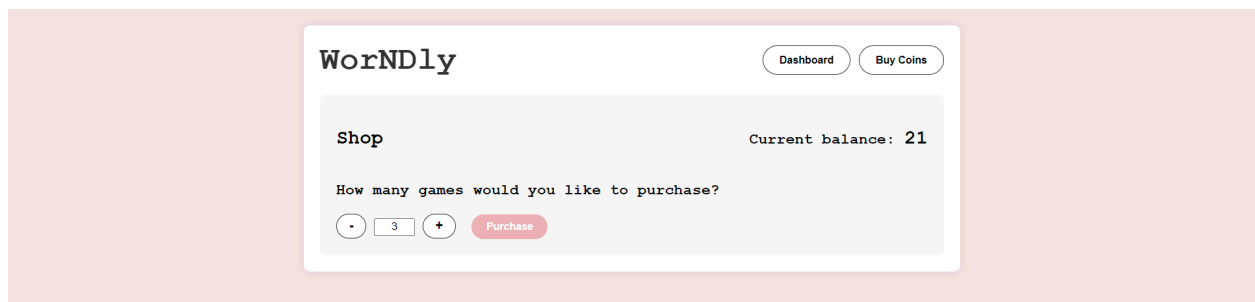 WorNDly
Dashboard
Buy Coins
Shop
Current balance: 21
How many games would you like to purchase?
- 3 + Purchase